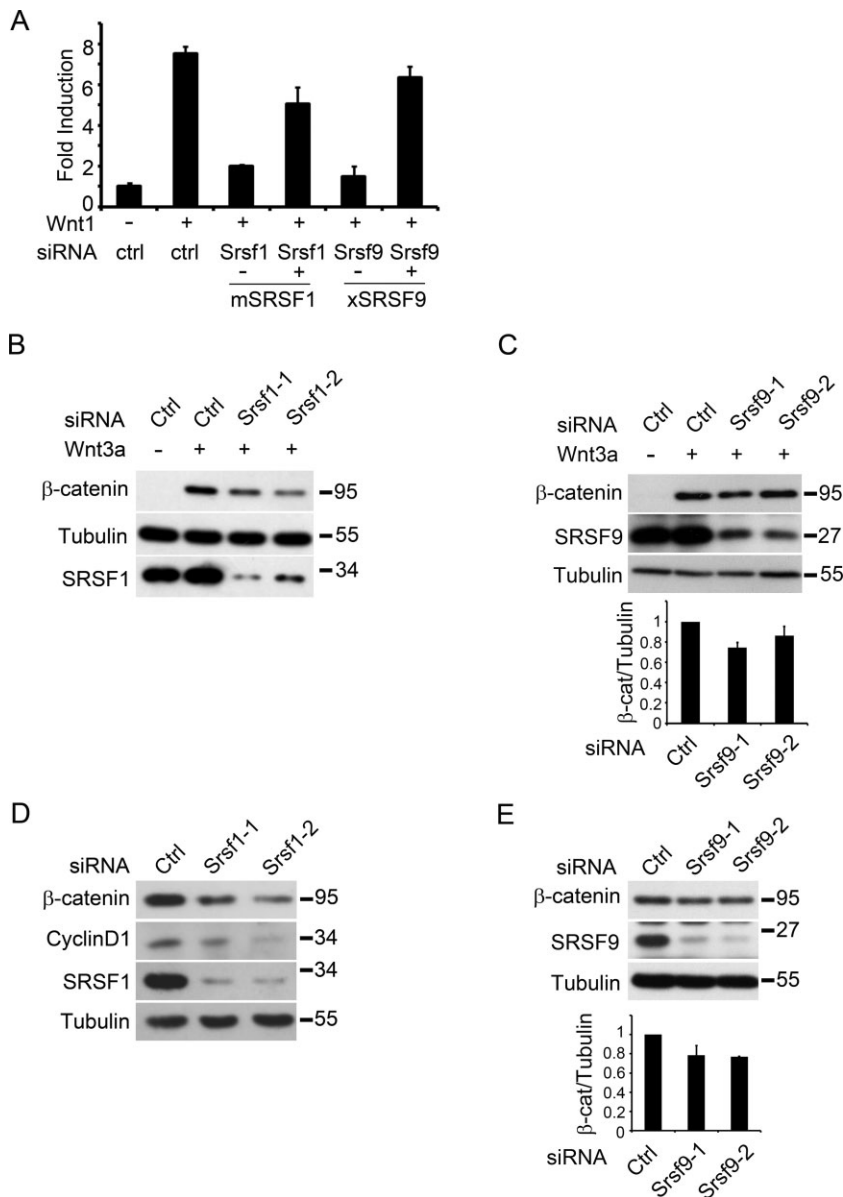 A
Fold Induction
8
6
4
2
0
Wnt1 - + + + + +
siRNA ctrl ctrl Srsf1 Srsf1 Srsf9 Srsf9
- + - +
mSRSF1 xSRSF9
B
siRNA Ctrl Ctrl Srsf1-1 Srsf1-2
Wnt3a - + + +
β-catenin 95
Tubulin 55
SRSF1 34
C
siRNA Ctrl Ctrl Srsf9-1 Srsf9-2
Wnt3a - + + +
β-catenin 95
SRSF9 27
Tubulin 55
β-cat/Tubulin
1
0.8
0.6
0.4
0.2
0
siRNA Ctrl Srsf9-1 Srsf9-2
D
siRNA Ctrl Srsf1-1 Srsf1-2
β-catenin 95
CyclinD1 34
SRSF1 34
Tubulin 55
E
siRNA Ctrl Srsf9-1 Srsf9-2
β-catenin 95
SRSF9 27
Tubulin 55
β-cat/Tubulin
1
0.8
0.6
0.4
0.2
0
siRNA Ctrl Srsf9-1 Srsf9-2